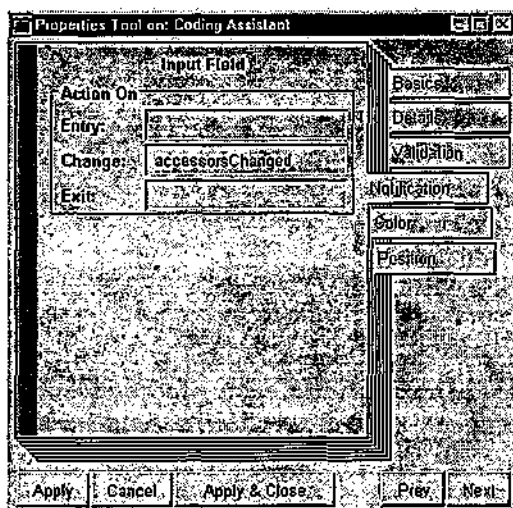 Properties Tool on: Coding Assistant
Input Field
Action On
Entry:
Change: accessorsChanged
Exit:
Basics
Details
Validation
Notification
Color
Position
Apply Cancel Apply & Close Prev Next